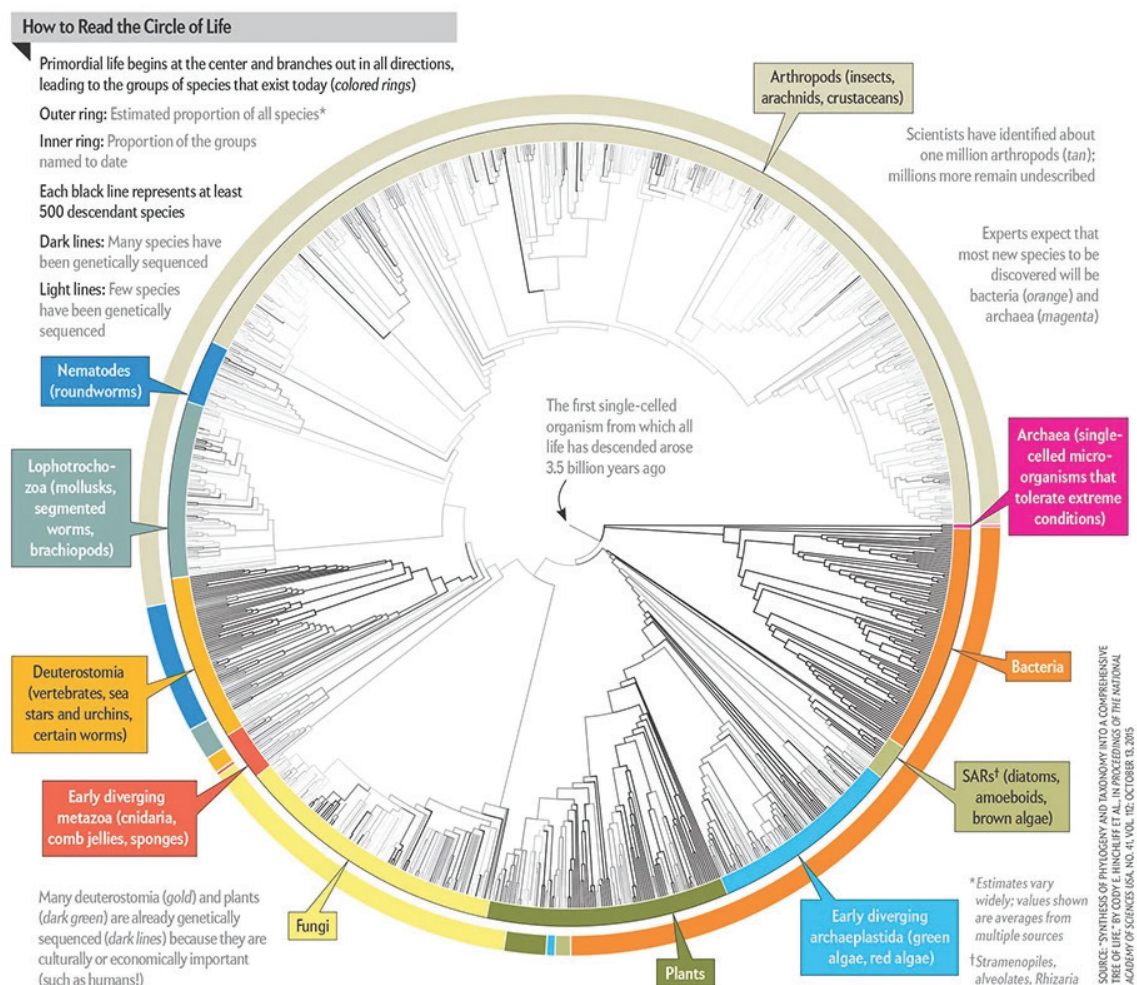 How to Read the Circle of Life
Primordial life begins at the center and branches out in all directions,
leading to the groups of species that exist today (colored rings)
Outer ring: Estimated proportion of all species*
Inner ring: Proportion of the groups
named to date
Each black line represents at least
500 descendant species
Dark lines: Many species have
been genetically sequenced
Light lines: Few species
have been genetically
sequenced
Arthropods (insects,
arachnids, crustaceans)
Scientists have identified about
one million arthropods (tan);
millions more remain undescribed
Experts expect that
most new species to be
discovered will be
bacteria (orange) and
archaea (magenta)
Nematodes
(roundworms)
The first single-celled
organism from which all
life has descended arose
3.5 billion years ago
Archaea (single-
celled micro-
organisms that
tolerate extreme
conditions)
Lophotrocho-
zoa (mollusks,
segmented
worms,
brachiopods)
Deuterostomia
(vertebrates, sea
stars and urchins,
certain worms)
Bacteria
Early diverging
metazoa (cnidaria,
comb jellies, sponges)
SARs† (diatoms,
amoeboids,
brown algae)
Many deuterostomia (gold) and plants
(dark green) are already genetically
sequenced (dark lines) because they are
culturally or economically important
(such as humans!)
Fungi
Plants
Early diverging
archaeplastida (green
algae, red algae)
*Estimates vary
widely; values shown
are averages from
multiple sources
†Stramenopiles,
alveolates, Rhizaria
SOURCE: "SYNTHESIS OF PHYLOGENY AND TAXONOMY INTO A COMPREHENSIVE
TREE OF LIFE," BY CODY E. HINCHLIFF ET AL., IN PROCEEDINGS OF THE NATIONAL
ACADEMY OF SCIENCES USA, NO. 41, VOL. 112; OCTOBER 13, 2015